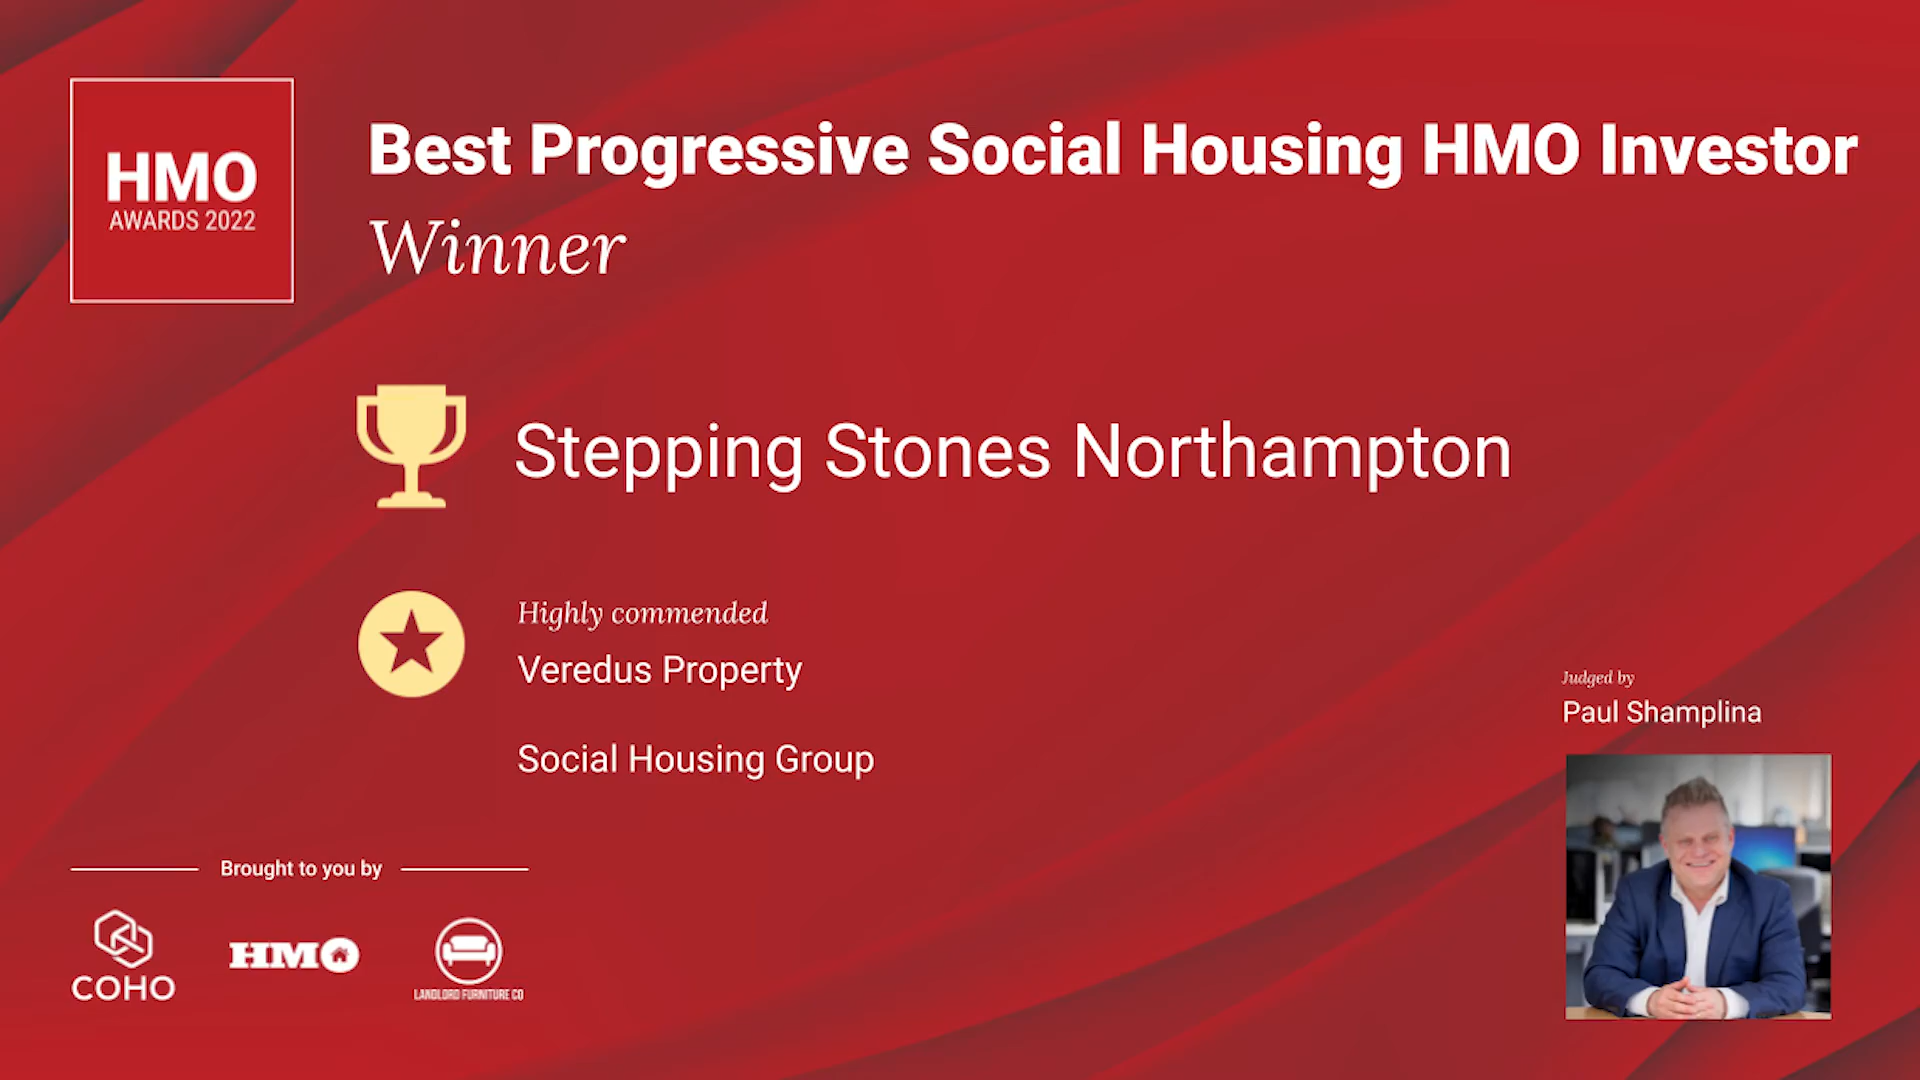 HMO
AWARDS 2022
Best Progressive Social Housing HMO Investor
Winner
Stepping Stones Northampton
Highly commended
Veredus Property
Social Housing Group
Judged by
Paul Shamplina
Brought to you by
COHO
HMO
LANDLORD FURNITURE CO